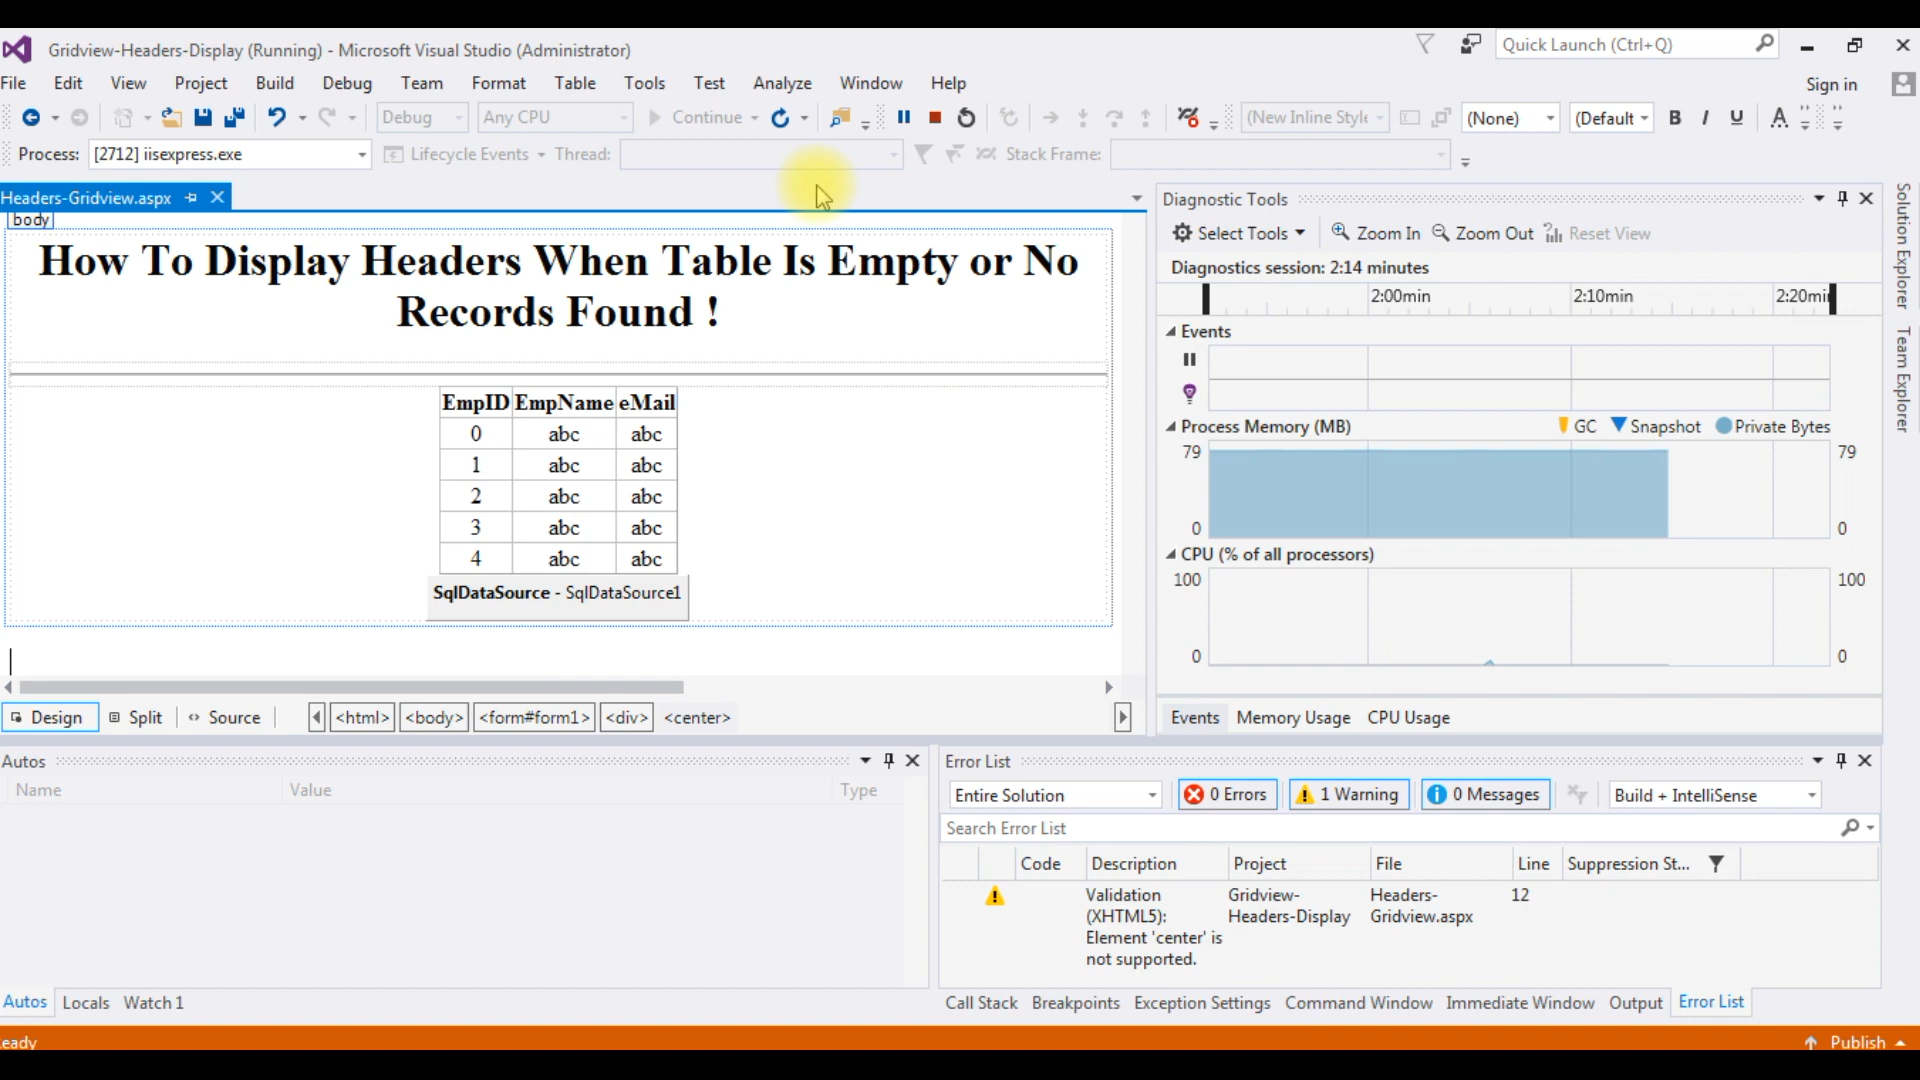 Gridview-Headers-Display (Running) - Microsoft Visual Studio (Administrator)
Quick Launch (Ctrl+Q)
File Edit View Project Build Debug Team Format Table Tools Test Analyze Window Help
Sign in
Debug Any CPU Continue (New Inline Style (None) (Default B I U A
Process: [2712] iisexpress.exe Lifecycle Events Thread: Stack Frame:
Headers-Gridview.aspx
body
How To Display Headers When Table Is Empty or No
Records Found !
EmpID EmpName eMail
0 abc abc
1 abc abc
2 abc abc
3 abc abc
4 abc abc
SqlDataSource - SqlDataSource1
Design Split Source <html> <body> <form#form1> <div> <center>
Diagnostic Tools
Select Tools Zoom In Zoom Out Reset View
Diagnostics session: 2:14 minutes
2:00min 2:10min 2:20min
Events
Process Memory (MB) GC Snapshot Private Bytes
79 79
0 0
CPU (% of all processors)
100 100
0 0
Events Memory Usage CPU Usage
Solution Explorer
Team Explorer
Autos
Name Value Type
Autos Locals Watch 1
Error List
Entire Solution 0 Errors 1 Warning 0 Messages Build + IntelliSense
Search Error List
Code Description Project File Line Suppression St...
Validation Gridview- Headers- 12
(XHTML5): Headers-Display Gridview.aspx
Element 'center' is
not supported.
Call Stack Breakpoints Exception Settings Command Window Immediate Window Output Error List
eady Publish